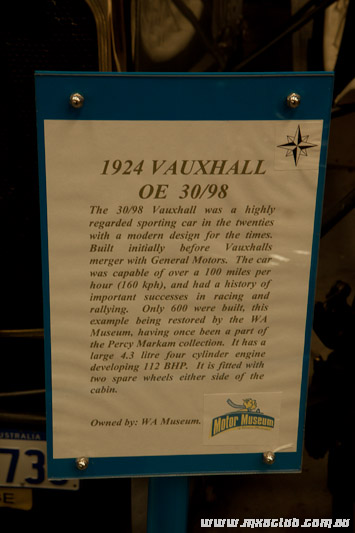 1924 VAUXHALL
OE 30/98
The 30/98 Vauxhall was a highly
regarded sporting car in the twenties
with a modern design for the times.
Built initially before Vauxhalls
merger with General Motors. The car
was capable of over a 100 miles per
hour (160 kph), and had a history of
important successes in racing and
rallying. Only 600 were built, this
example being restored by the WA
Museum, having once been a part of
the Percy Markam collection. It has a
large 4.3 litre four cylinder engine
developing 112 BHP. It is fitted with
two spare wheels either side of the
cabin.
Owned by: WA Museum.
Motor Museum
AUSTRALIA
73
www.mx5club.com.au